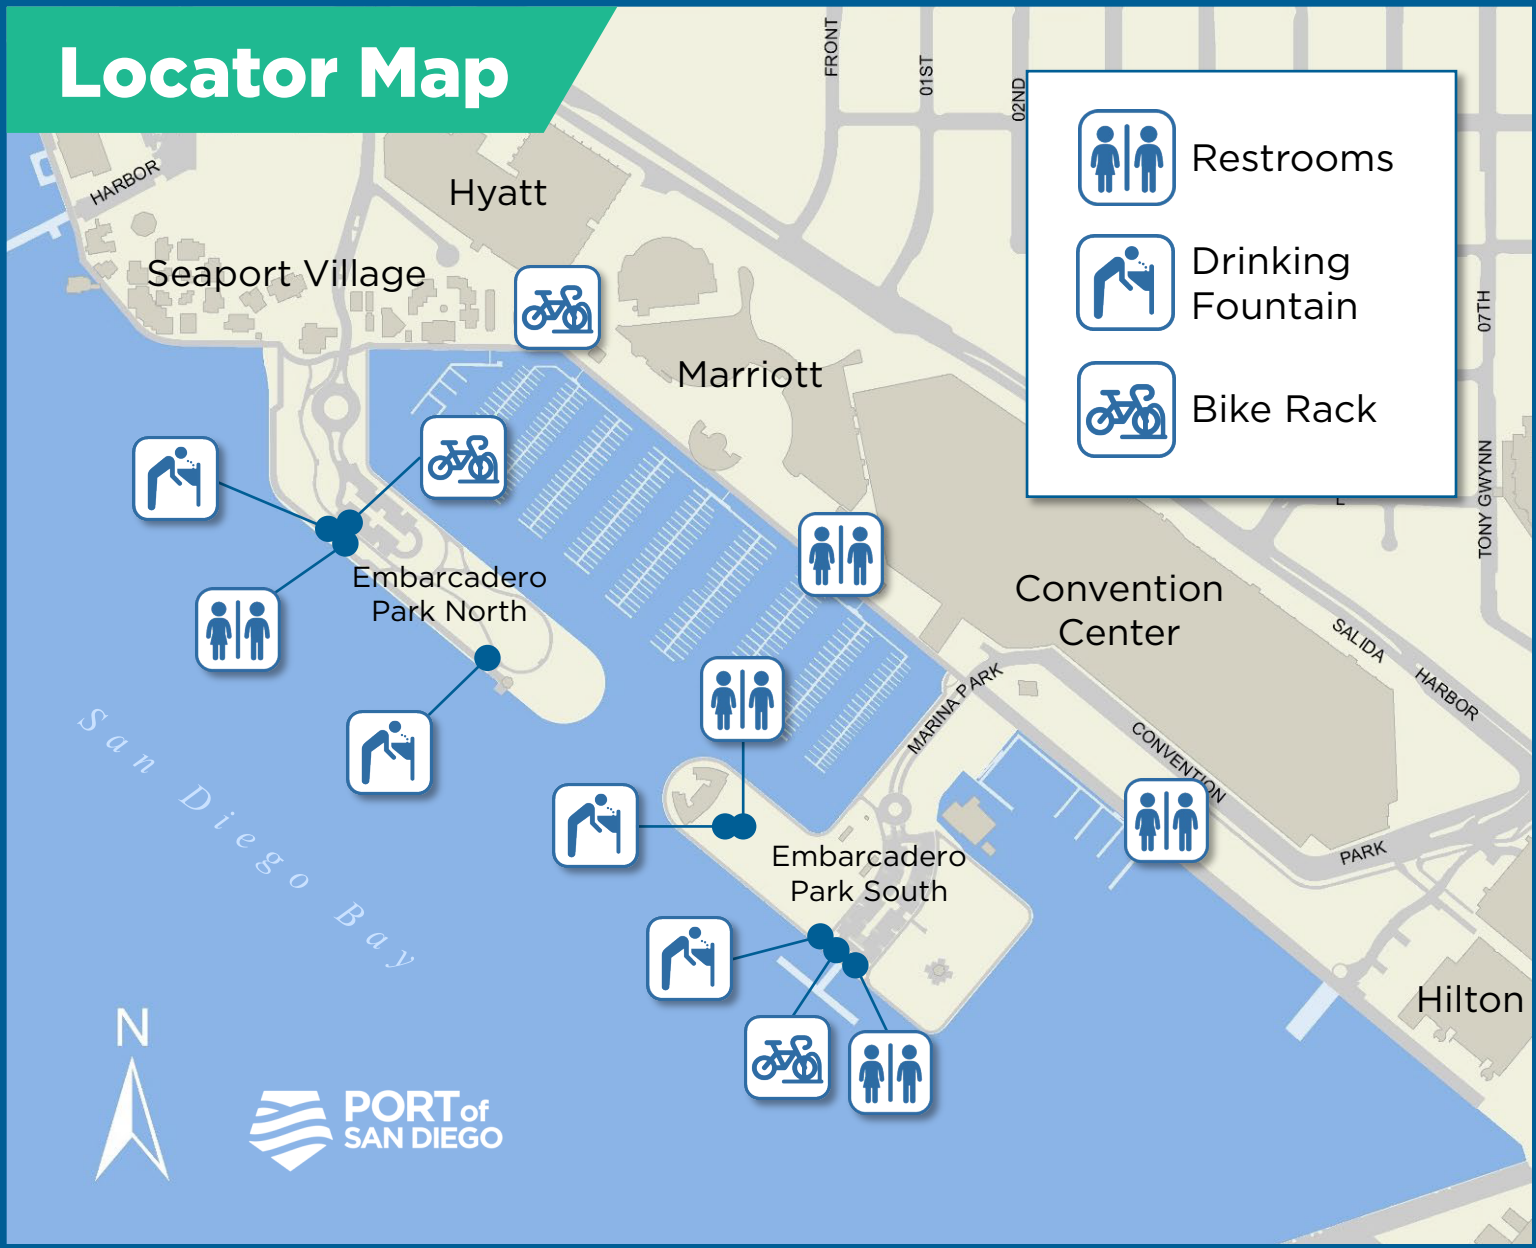 Locator Map
FRONT
01ST
02ND
Restrooms
Drinking
Fountain
Bike Rack
HARBOR
Hyatt
Seaport Village
Marriott
07TH
TONY GWYNN
L
Embarcadero
Park North
Convention
Center
SALIDA
HARBOR
MARINA PARK
CONVENTION
PARK
San Diego Bay
Embarcadero
Park South
Hilton
N
PORT of
SAN DIEGO